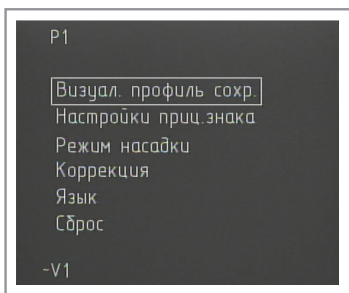 P1
Визуал. профиль сохр.
Настройки приц.знака
Режим насадки
Коррекция
Язык
Сброс
~V1